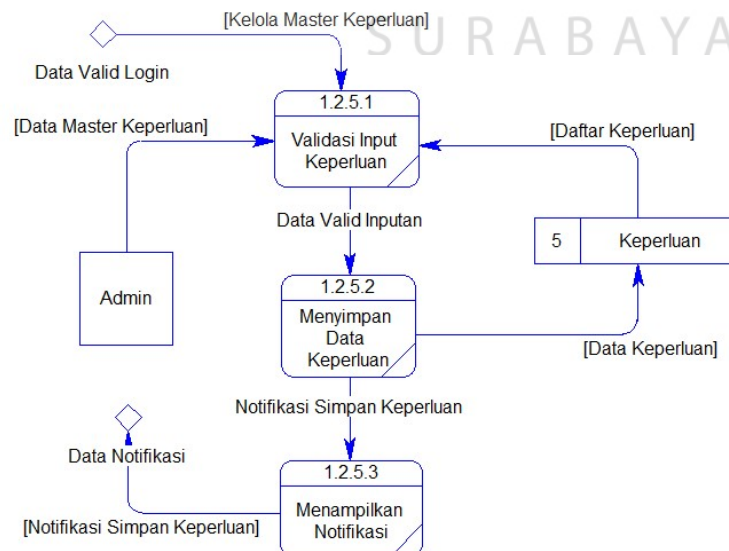 [Kelola Master Keperluan]
SURABAYA
Data Valid Login
1.2.5.1
[Data Master Keperluan]
Validasi Input
Keperluan
[Daftar Keperluan]
Data Valid Inputan
5
Keperluan
Admin
1.2.5.2
Menyimpan
Data
Keperluan
[Data Keperluan]
Notifikasi Simpan Keperluan
Data Notifikasi
1.2.5.3
[Notifikasi Simpan Keperluan]
Menampilkan
Notifikasi